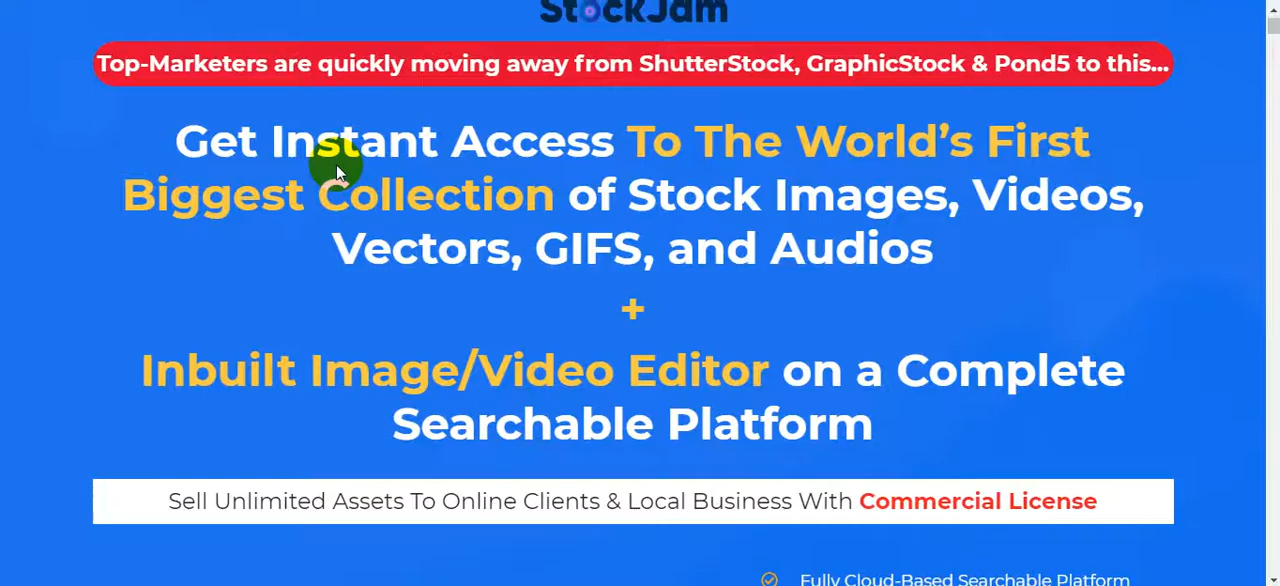 StockJam
Top-Marketers are quickly moving away from ShutterStock, GraphicStock & Pond5 to this...
Get Instant Access To The World's First
Biggest Collection of Stock Images, Videos,
Vectors, GIFS, and Audios
+
Inbuilt Image/Video Editor on a Complete
Searchable Platform
Sell Unlimited Assets To Online Clients & Local Business With Commercial License
Fully Cloud-Based Searchable Platform